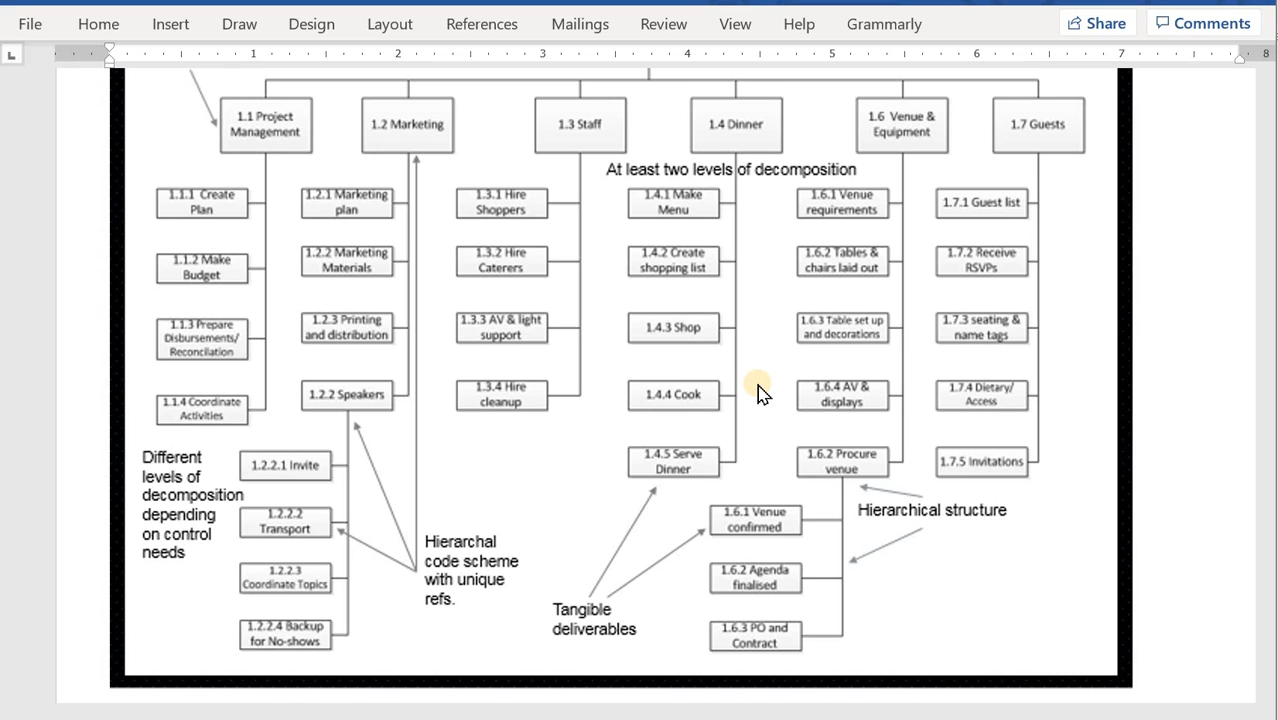 File Home Insert Draw Design Layout References Mailings Review View Help Grammarly Share Comments
1 2 3 4 5 6 7 8
1.1 Project
Management
1.2 Marketing
1.3 Staff
1.4 Dinner
1.6 Venue &
Equipment
1.7 Guests
At least two levels of decomposition
1.1.1 Create
Plan
1.2.1 Marketing
plan
1.3.1 Hire
Shoppers
1.4.1 Make
Menu
1.6.1 Venue
requirements
1.7.1 Guest list
1.1.2 Make
Budget
1.2.2 Marketing
Materials
1.3.2 Hire
Caterers
1.4.2 Create
shopping list
1.6.2 Tables &
chairs laid out
1.7.2 Receive
RSVPs
1.1.3 Prepare
Disbursements/
Reconcilation
1.2.3 Printing
and distribution
1.3.3 AV & light
support
1.4.3 Shop
1.6.3 Table set up
and decorations
1.7.3 seating &
name tags
1.1.4 Coordinate
Activities
1.2.2 Speakers
1.3.4 Hire
cleanup
1.4.4 Cook
1.6.4 AV &
displays
1.7.4 Dietary/
Access
Different
levels of
decomposition
depending
on control
needs
1.2.2.1 Invite
1.4.5 Serve
Dinner
1.6.2 Procure
venue
1.7.5 Invitations
1.2.2.2
Transport
1.6.1 Venue
confirmed
Hierarchical structure
1.2.2.3
Coordinate Topics
Hierarchal
code scheme
with unique
refs.
1.6.2 Agenda
finalised
1.2.2.4 Backup
for No-shows
Tangible
deliverables
1.6.3 PO and
Contract